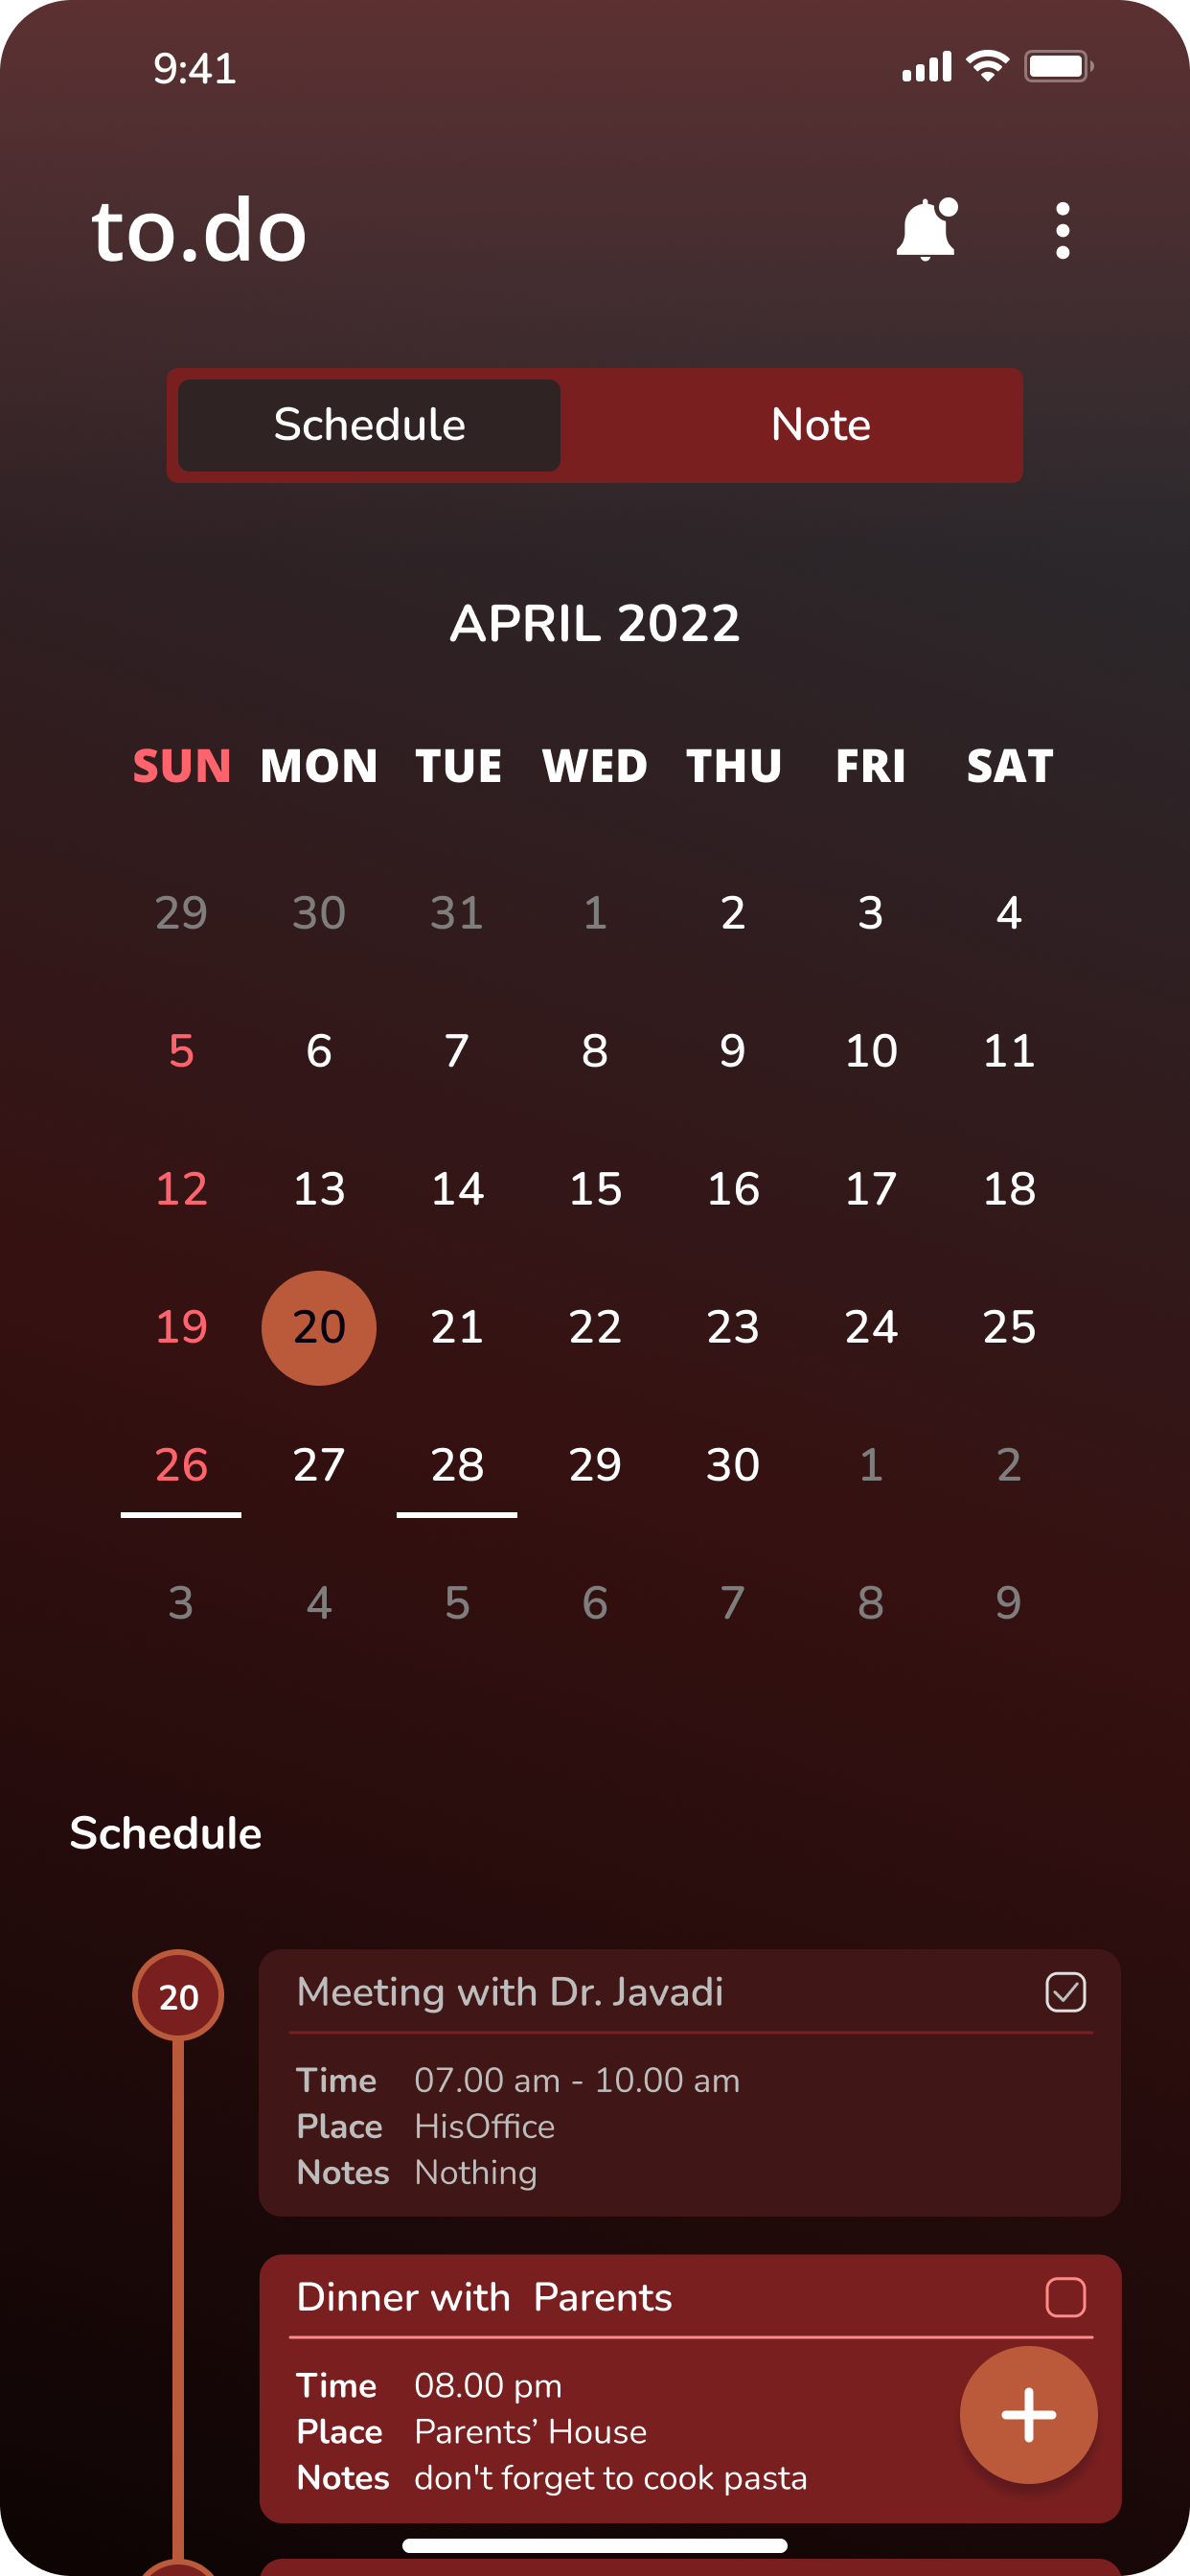 9:41
to.do
Schedule Note
APRIL 2022
SUN MON TUE WED THU FRI SAT
29 30 31 1 2 3 4
5 6 7 8 9 10 11
12 13 14 15 16 17 18
19 20 21 22 23 24 25
26 27 28 29 30 1 2
3 4 5 6 7 8 9
Schedule
20
Meeting with Dr. Javadi
Time 07.00 am - 10.00 am
Place HisOffice
Notes Nothing
Dinner with  Parents
Time 08.00 pm
Place Parents’ House
Notes don't forget to cook pasta